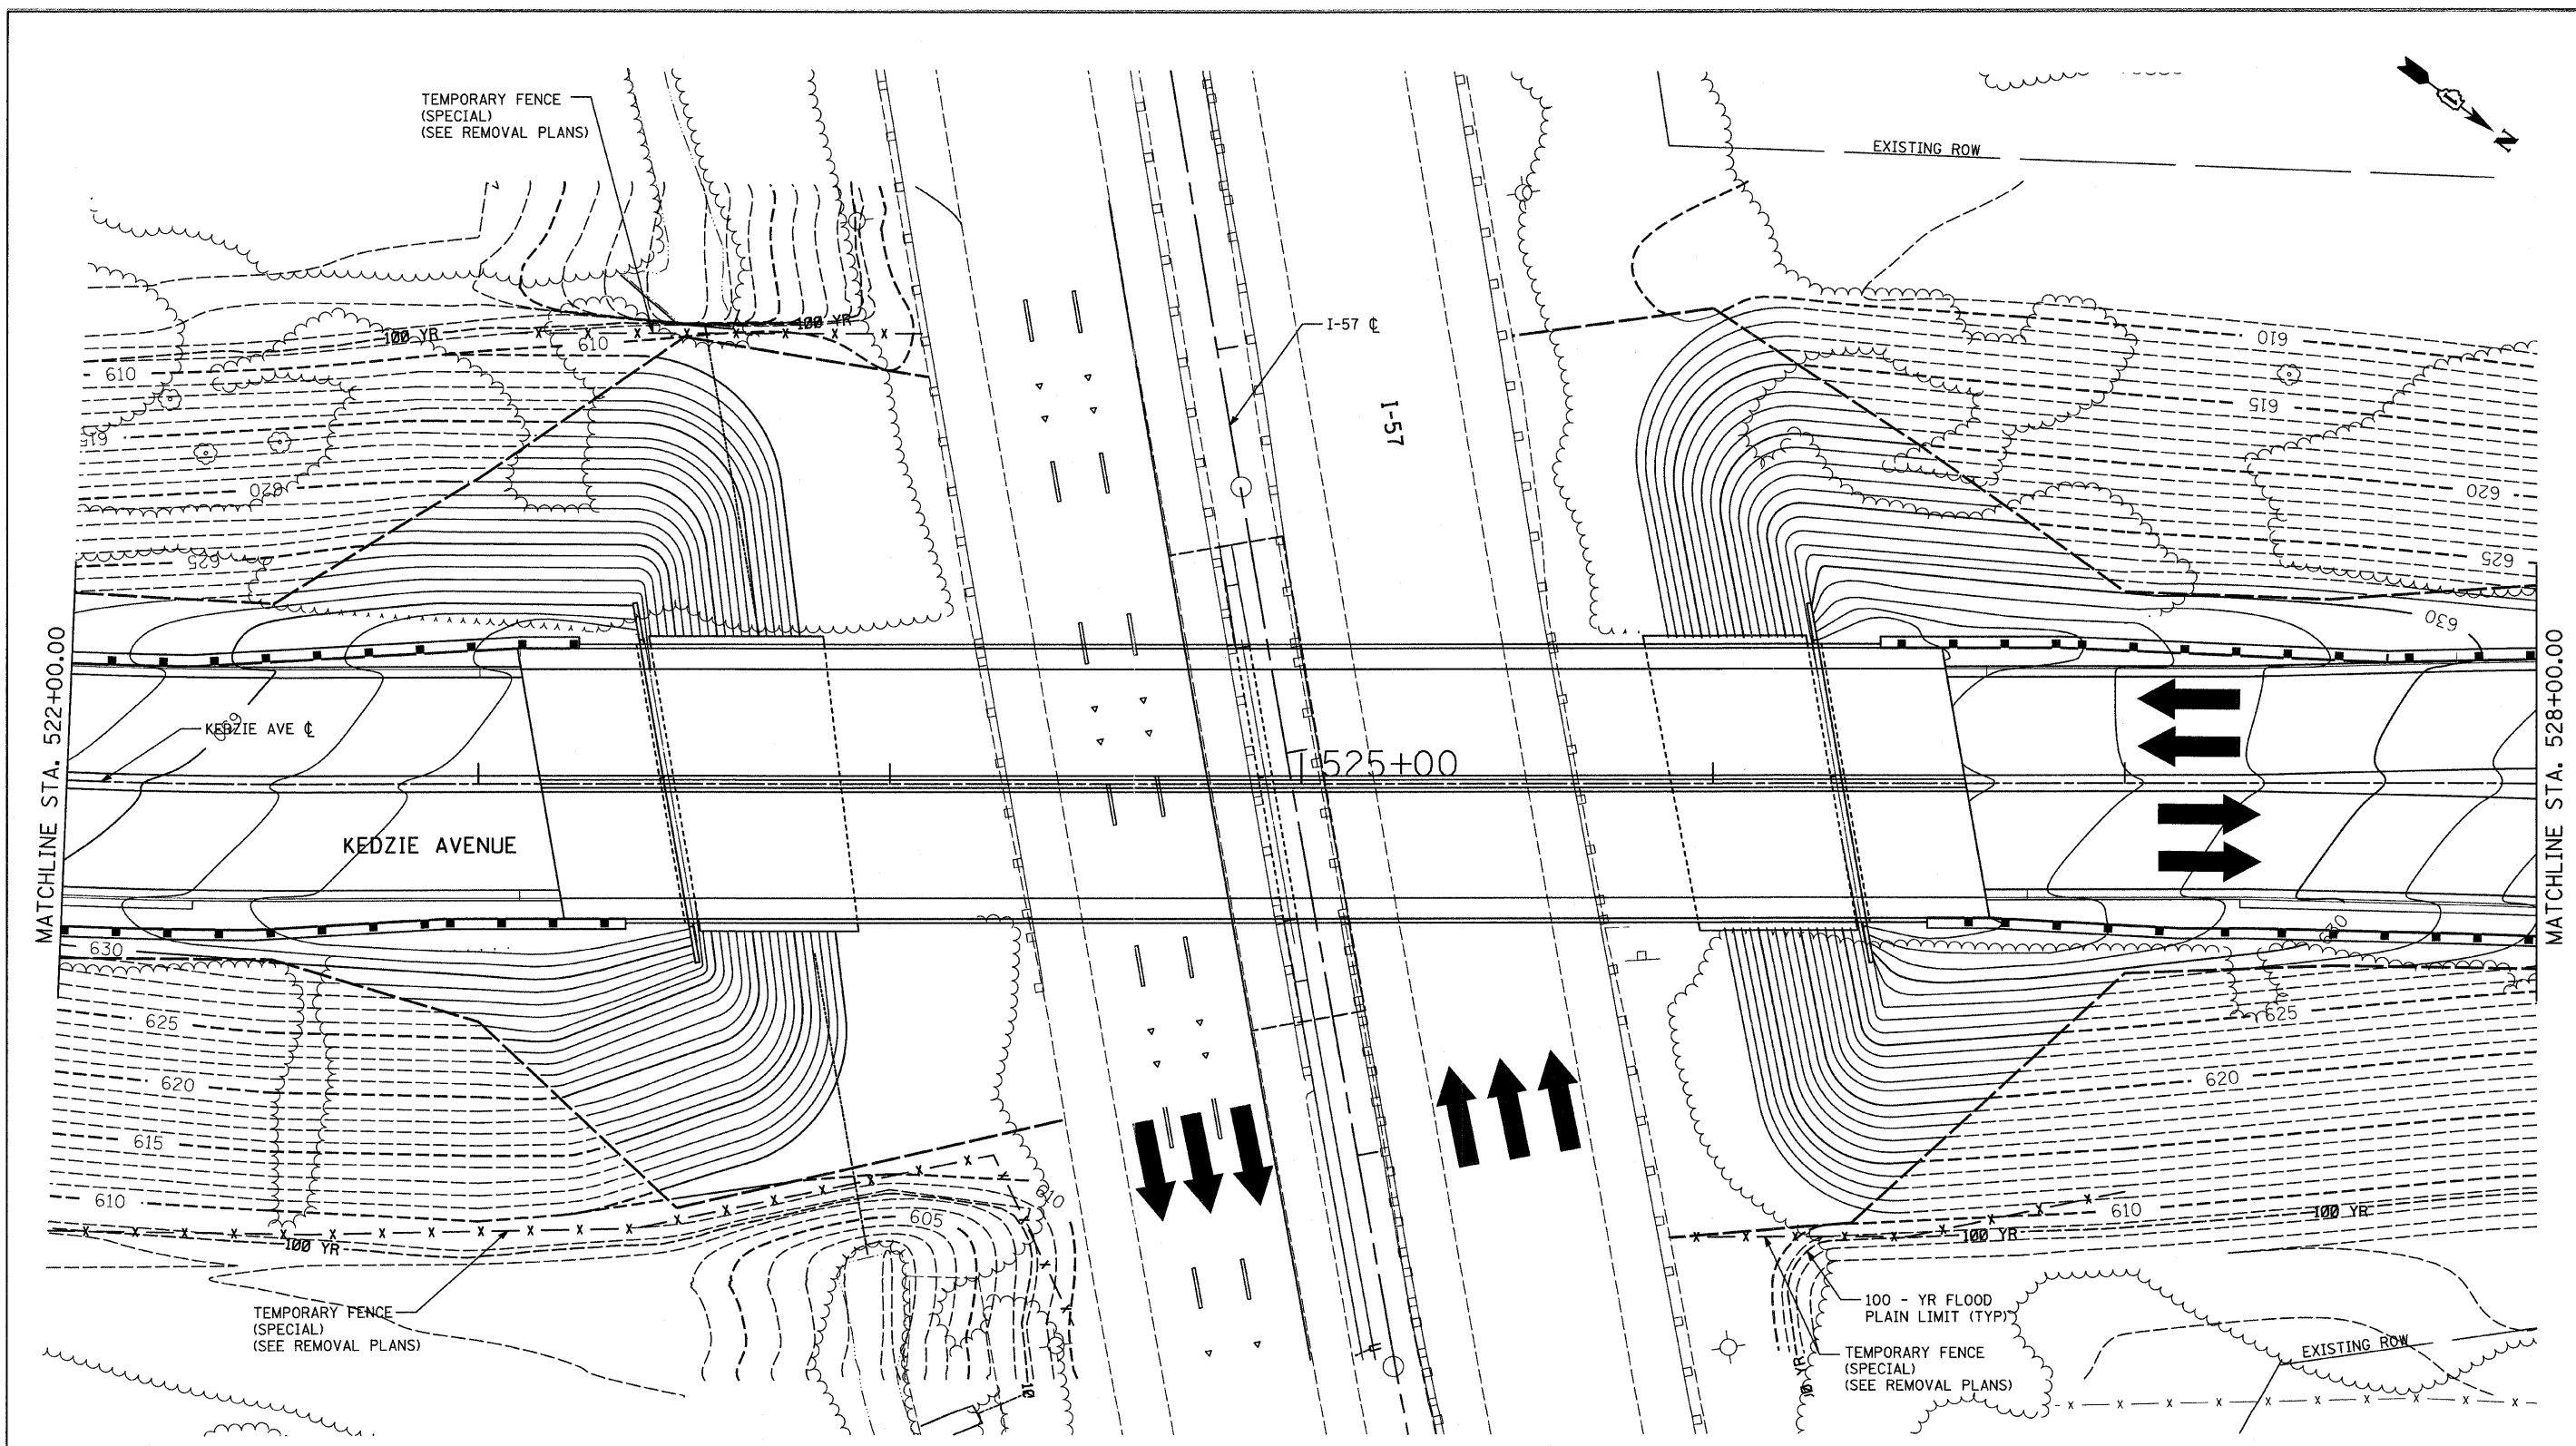 TEMPORARY FENCE
(SPECIAL)
(SEE REMOVAL PLANS)
N
EXISTING ROW
100 YR
100 YR
610
610
610
I-57 ℄
I-57
615
615
620
620
625
625
630
MATCHLINE STA. 522+00.00
MATCHLINE STA. 528+00.00
KEDZIE AVE ℄
525+00
KEDZIE AVENUE
630
630
625
625
620
620
615
610
610
610
605
100 YR
100 YR
100 YR
TEMPORARY FENCE
(SPECIAL)
(SEE REMOVAL PLANS)
100 - YR FLOOD
PLAIN LIMIT (TYP)
TEMPORARY FENCE
(SPECIAL)
(SEE REMOVAL PLANS)
EXISTING ROW